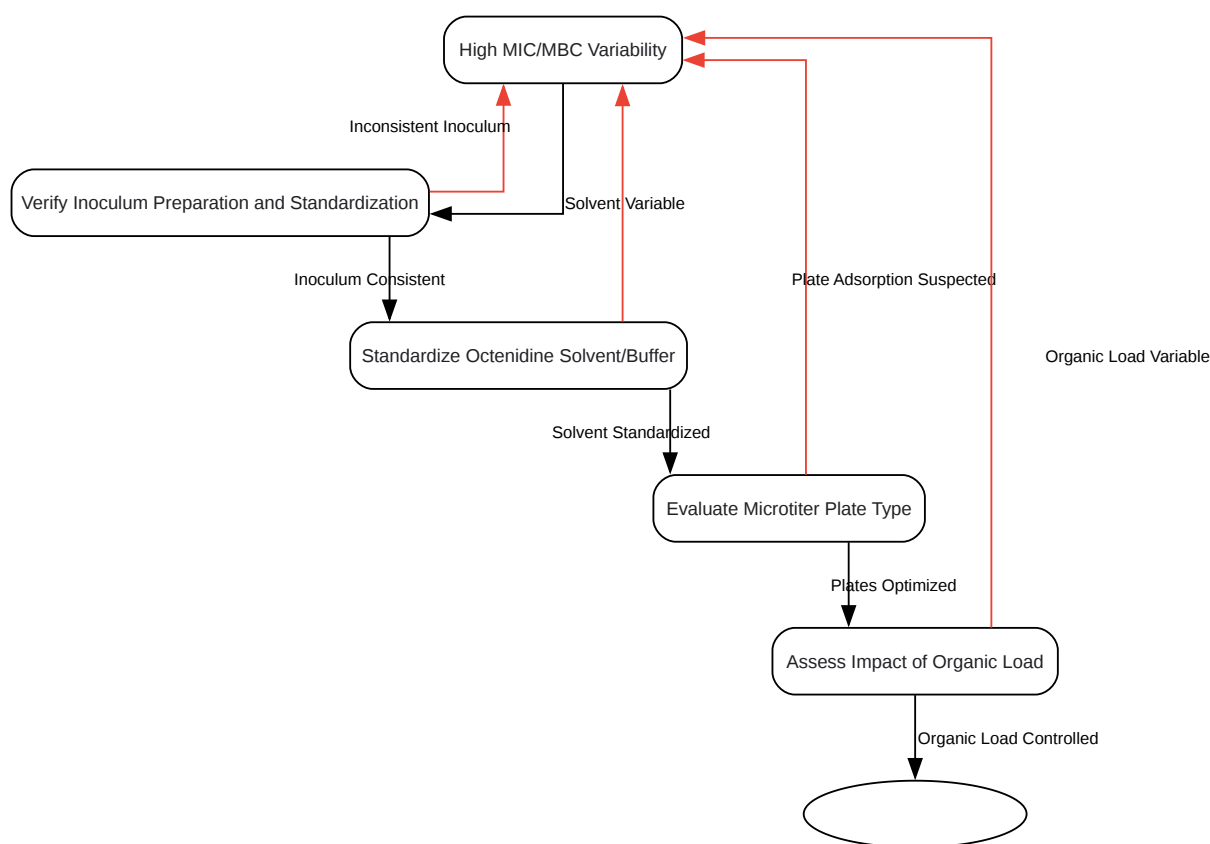 High MIC/MBC Variability
Inconsistent Inoculum
Verify Inoculum Preparation and Standardization
Solvent Variable
Inoculum Consistent
Plate Adsorption Suspected
Standardize Octenidine Solvent/Buffer
Organic Load Variable
Solvent Standardized
Evaluate Microtiter Plate Type
Plates Optimized
Assess Impact of Organic Load
Organic Load Controlled